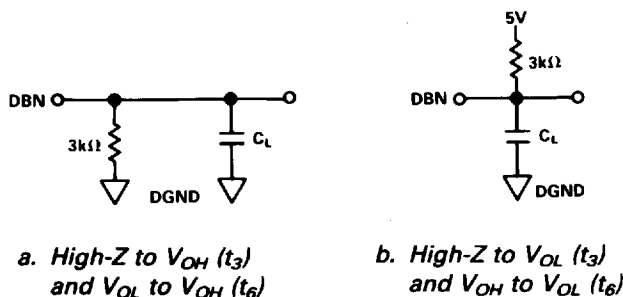 5V
3kΩ
DBN
DBN
3kΩ
C_L
C_L
DGND
DGND
a. High-Z to V_OH (t_3)
and V_OL to V_OH (t_6)
b. High-Z to V_OL (t_3)
and V_OH to V_OL (t_6)